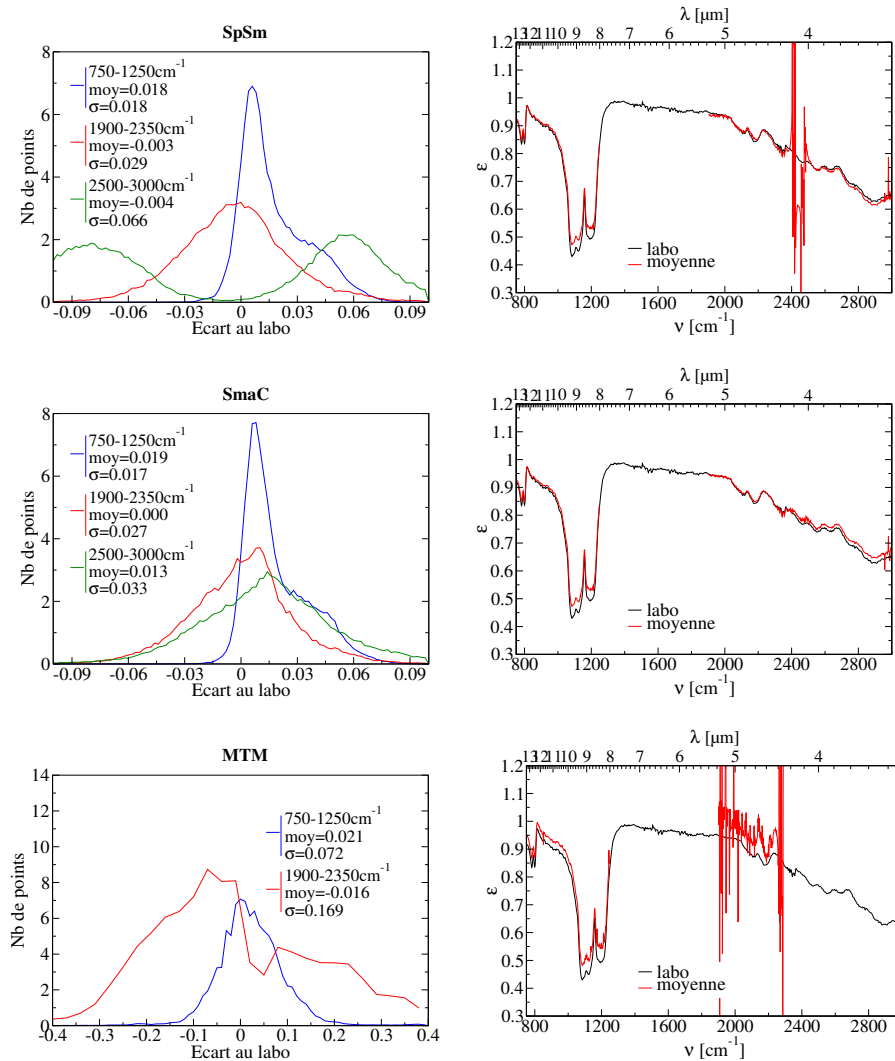 SpSm
750-1250cm-1
moy=0.018
σ=0.018
1900-2350cm-1
moy=-0.003
σ=0.029
2500-3000cm-1
moy=-0.004
σ=0.066
Nb de points
0 2 4 6 8
-0.09 -0.06 -0.03 0 0.03 0.06 0.09
Ecart au labo
λ [µm]
13 12 11 10 9 8 7 6 5 4
ε
1.2 1.1 1 0.9 0.8 0.7 0.6 0.5 0.4 0.3
labo
moyenne
800 1200 1600 2000 2400 2800
ν [cm-1]
SmaC
750-1250cm-1
moy=0.019
σ=0.017
1900-2350cm-1
moy=0.000
σ=0.027
2500-3000cm-1
moy=0.013
σ=0.033
Nb de points
0 2 4 6 8
-0.09 -0.06 -0.03 0 0.03 0.06 0.09
Ecart au labo
λ [µm]
13 12 11 10 9 8 7 6 5 4
ε
1.2 1.1 1 0.9 0.8 0.7 0.6 0.5 0.4 0.3
labo
moyenne
800 1200 1600 2000 2400 2800
ν [cm-1]
MTM
750-1250cm-1
moy=0.021
σ=0.072
1900-2350cm-1
moy=-0.016
σ=0.169
Nb de points
0 2 4 6 8 10 12 14
-0.4 -0.3 -0.2 -0.1 0 0.1 0.2 0.3 0.4
Ecart au labo
λ [µm]
13 12 11 10 9 8 7 6 5 4
ε
1.2 1.1 1 0.9 0.8 0.7 0.6 0.5 0.4 0.3
labo
moyenne
800 1200 1600 2000 2400 2800
ν [cm-1]